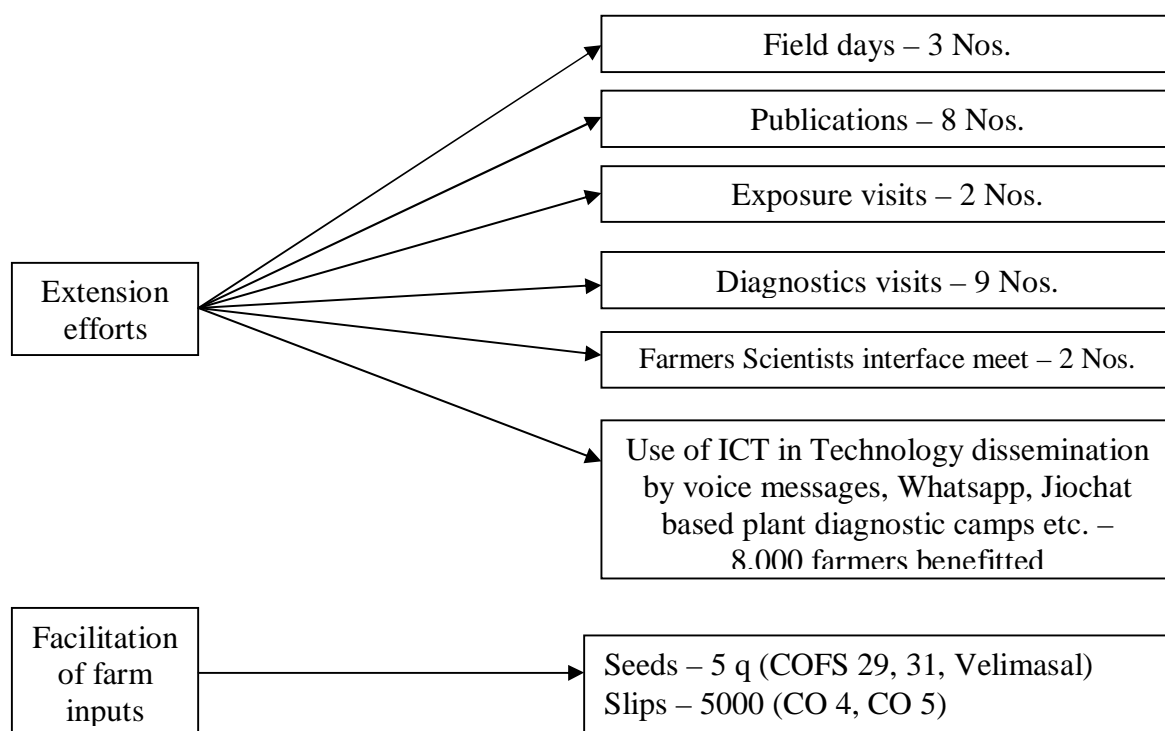 Field days – 3 Nos.
Publications – 8 Nos.
Exposure visits – 2 Nos.
Extension
efforts
Diagnostics visits – 9 Nos.
Farmers Scientists interface meet – 2 Nos.
Use of ICT in Technology dissemination
by voice messages, Whatsapp, Jiochat
based plant diagnostic camps etc. –
8,000 farmers benefitted
Facilitation
of farm
inputs
Seeds – 5 q (COFS 29, 31, Velimasal)
Slips – 5000 (CO 4, CO 5)